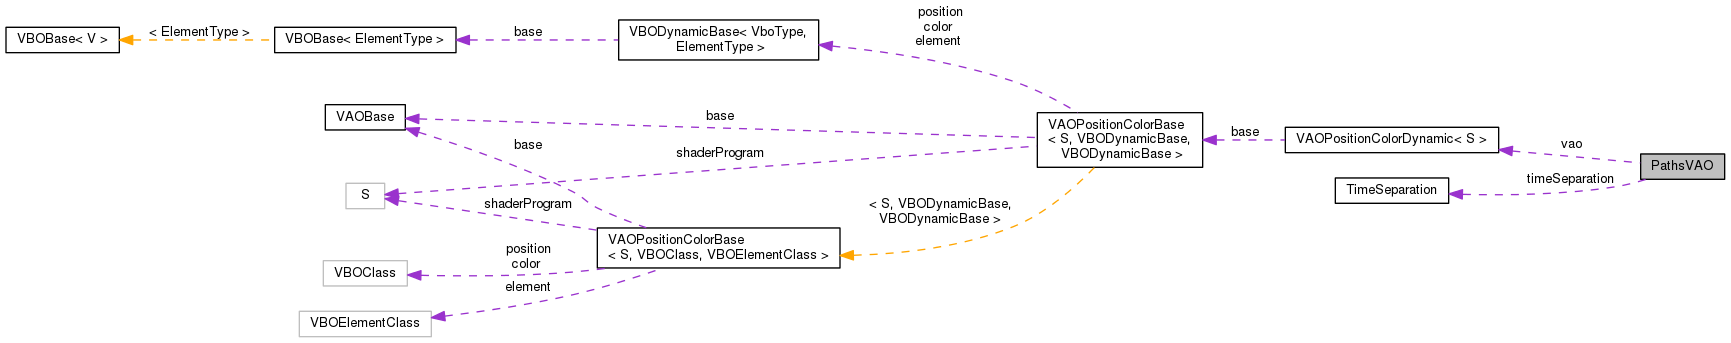 VBOBase< V >
< ElementType >
VBOBase< ElementType >
base
VBODynamicBase< VboType,
ElementType >
position
color
element
VAOBase
base
base
shaderProgram
VAOPositionColorBase
< S, VBODynamicBase,
VBODynamicBase >
base
VAOPositionColorDynamic< S >
vao
PathsVAO
timeSeparation
TimeSeparation
S
shaderProgram
< S, VBODynamicBase,
VBODynamicBase >
VAOPositionColorBase
< S, VBOClass, VBOElementClass >
position
color
VBOClass
element
VBOElementClass